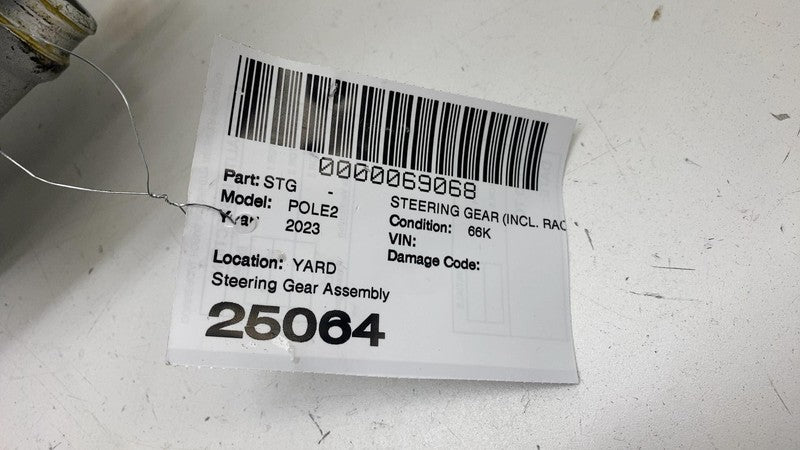 0000069068
Part: STG -
STEERING GEAR (INCL. RAC
Model: POLE2
Condition: 66K
Year: 2023
VIN:
Damage Code:
Location: YARD
Steering Gear Assembly
25064